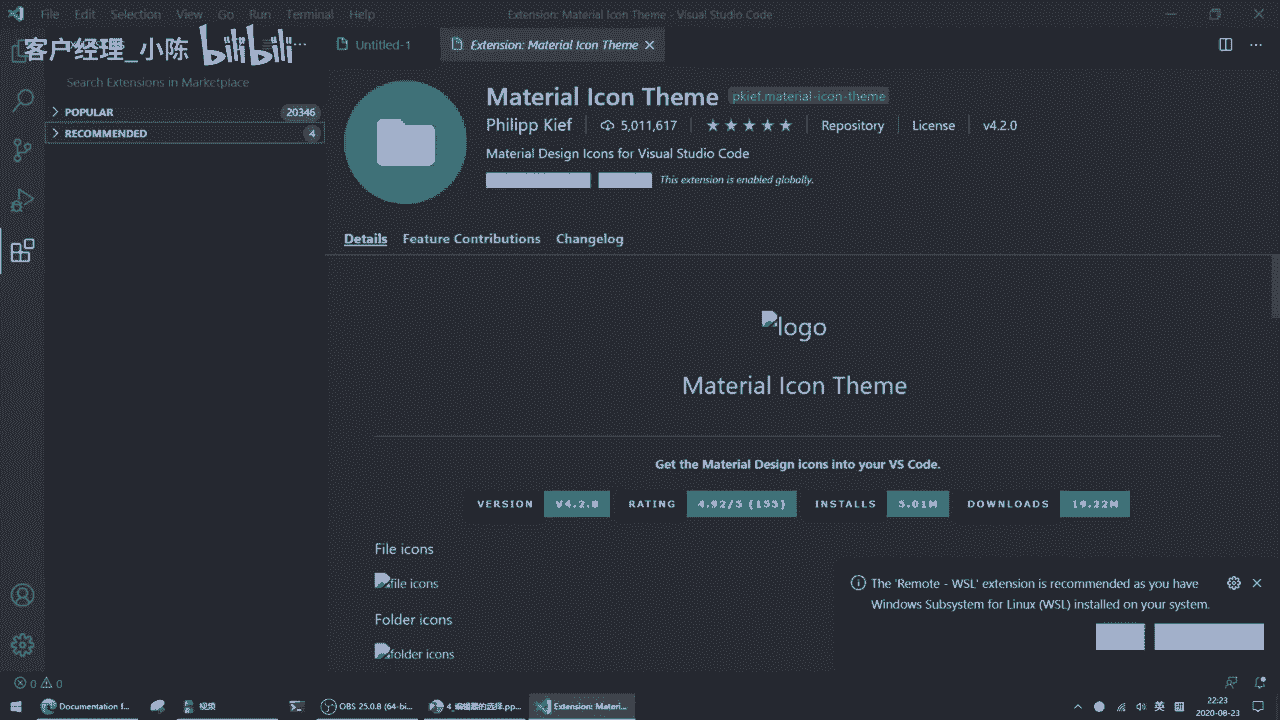 File Edit Selection View Go Run Terminal Help
Extension: Material Icon Theme - Visual Studio Code
客户经理_小陈 bilibili
Untitled-1
Extension: Material Icon Theme
Search Extensions in Marketplace
POPULAR 20346
RECOMMENDED 4
Material Icon Theme pkief.material-icon-theme
Philipp Kief 5,011,617 Repository License v4.2.0
Material Design Icons for Visual Studio Code
This extension is enabled globally.
Details Feature Contributions Changelog
logo
Material Icon Theme
Get the Material Design icons into your VS Code.
VERSION V4.2.0 RATING 4.92/5 (153) INSTALLS 5.01M DOWNLOADS 19.22M
File icons
file icons
Folder icons
folder icons
The 'Remote - WSL' extension is recommended as you have
Windows Subsystem for Linux (WSL) installed on your system.
0 0
Documentation f...
视频
OBS 25.0.8 (64-bi...
4_编辑器的选择.pp...
Extension: Materi...
英
22:23
2020-08-23